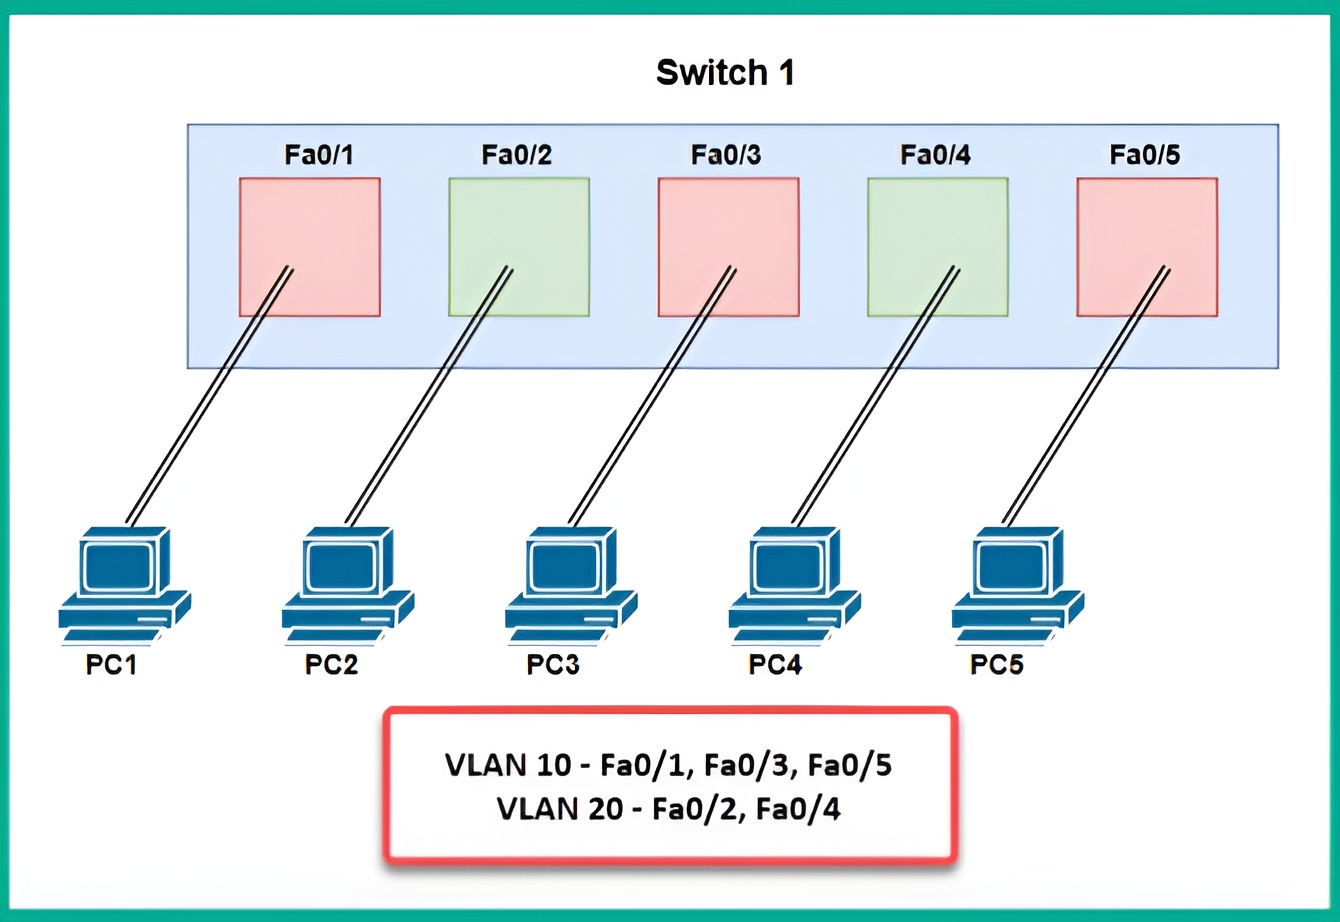 Switch 1
Fa0/1 Fa0/2 Fa0/3 Fa0/4 Fa0/5
PC1 PC2 PC3 PC4 PC5
VLAN 10 - Fa0/1, Fa0/3, Fa0/5
VLAN 20 - Fa0/2, Fa0/4